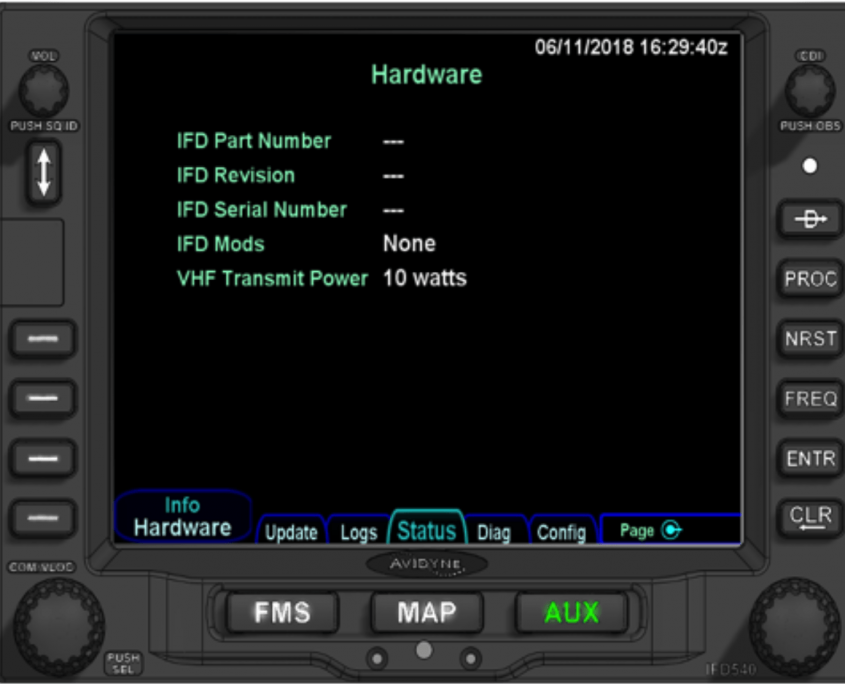 06/11/2018 16:29:40z
VOL
CDI
Hardware
PUSH SQ ID
PUSH OBS
IFD Part Number ---
IFD Revision ---
IFD Serial Number ---
IFD Mods None
VHF Transmit Power 10 watts
PROC
NRST
FREQ
ENTR
CLR
Info
Hardware
Update Logs Status Diag Config Page
COM/VLOC
AVIDYNE
FMS MAP AUX
PUSH
SEL
IFD540